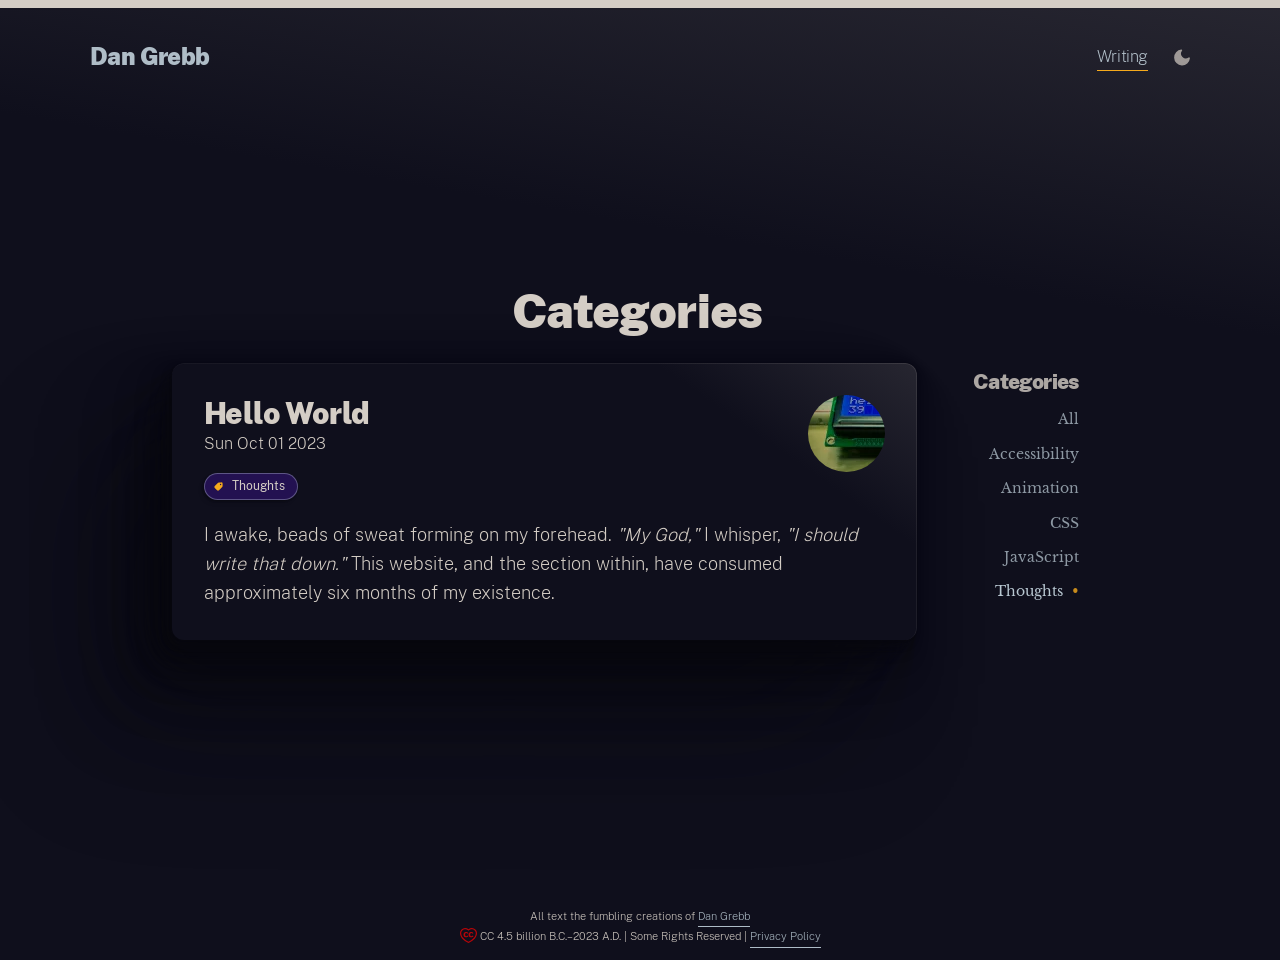 Dan Grebb
Writing
Categories
Hello World
Sun Oct 01 2023
Thoughts
I awake, beads of sweat forming on my forehead. "My God," I whisper, "I should
write that down." This website, and the section within, have consumed
approximately six months of my existence.
Categories
All
Accessibility
Animation
CSS
JavaScript
Thoughts •
All text the fumbling creations of Dan Grebb
CC 4.5 billion B.C.–2023 A.D. | Some Rights Reserved | Privacy Policy